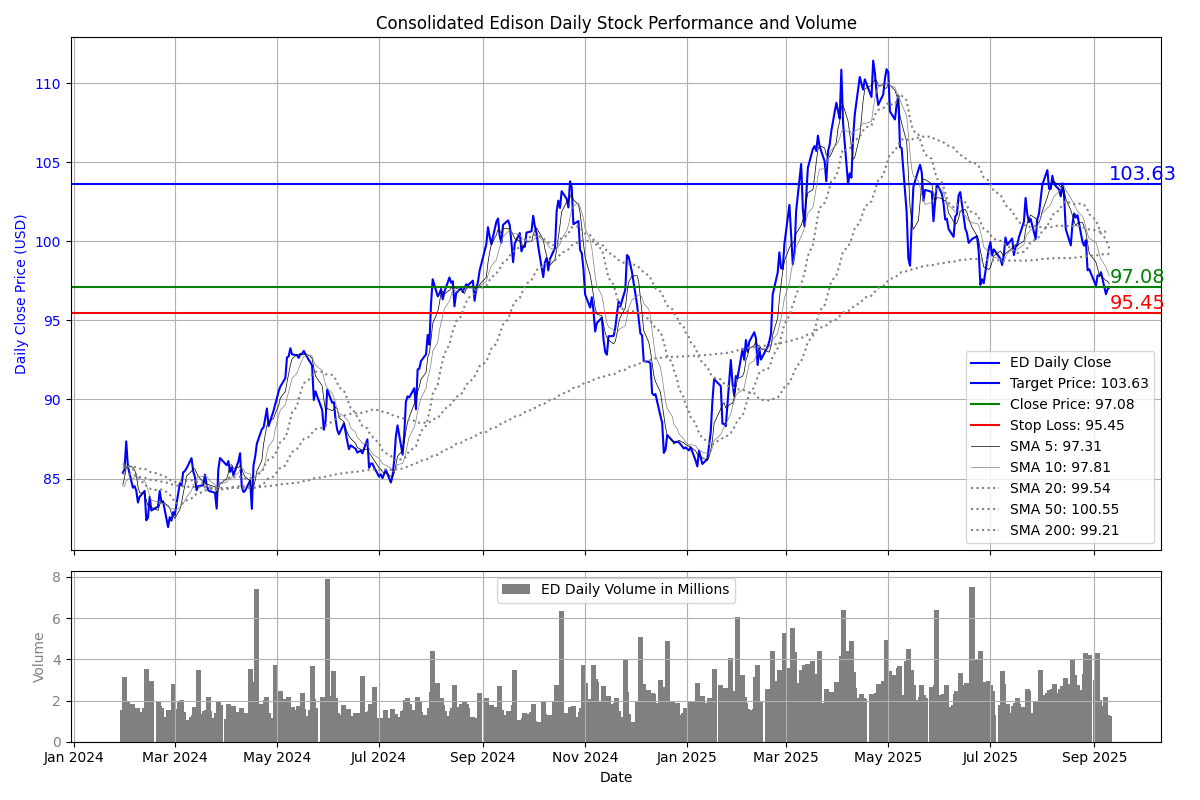 Consolidated Edison Daily Stock Performance and Volume
Daily Close Price (USD)
110
105
100
95
90
85
103.63
97.08
95.45
ED Daily Close
Target Price: 103.63
Close Price: 97.08
Stop Loss: 95.45
SMA 5: 97.31
SMA 10: 97.81
SMA 20: 99.54
SMA 50: 100.55
SMA 200: 99.21
Volume
8
6
4
2
0
ED Daily Volume in Millions
Jan 2024
Mar 2024
May 2024
Jul 2024
Sep 2024
Nov 2024
Jan 2025
Mar 2025
May 2025
Jul 2025
Sep 2025
Date